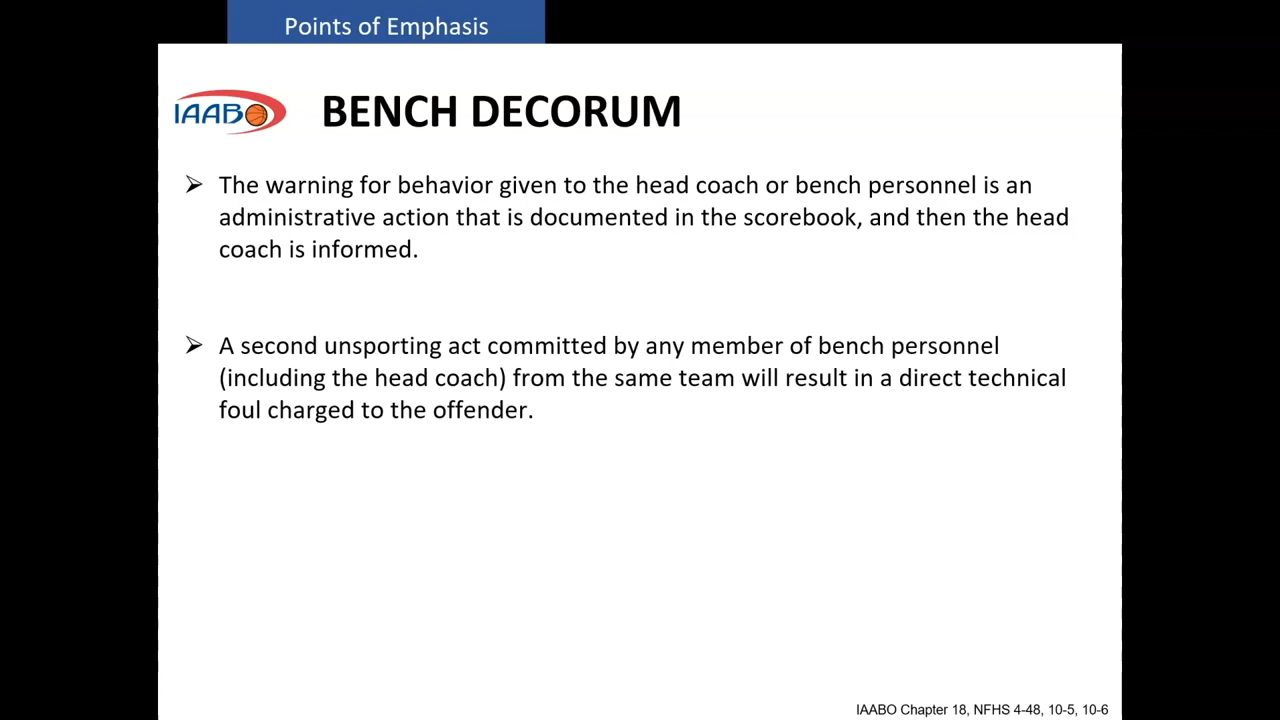 Points of Emphasis
IAABO
BENCH DECORUM
➢ The warning for behavior given to the head coach or bench personnel is an
administrative action that is documented in the scorebook, and then the head
coach is informed.
➢ A second unsporting act committed by any member of bench personnel
(including the head coach) from the same team will result in a direct technical
foul charged to the offender.
IAABO Chapter 18, NFHS 4-48, 10-5, 10-6